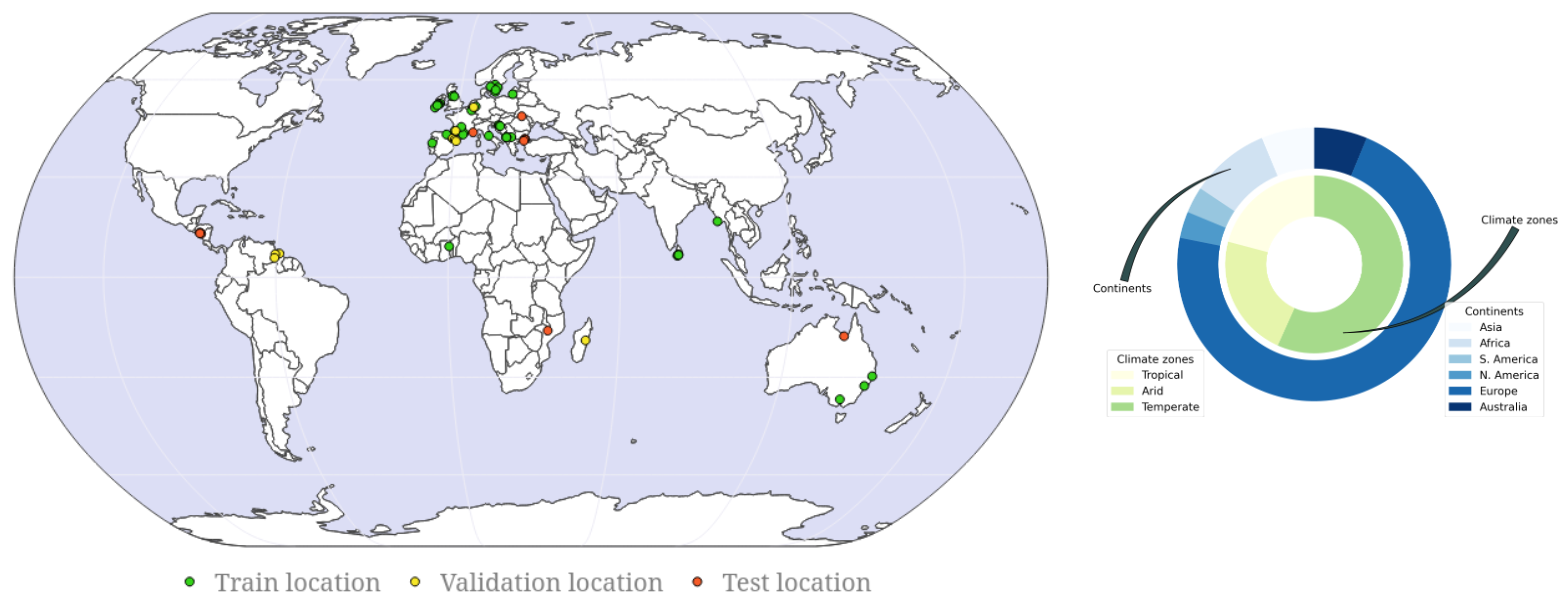 Train location
Validation location
Test location
Continents
Climate zones
Climate zones
Tropical
Arid
Temperate
Continents
Asia
Africa
S. America
N. America
Europe
Australia